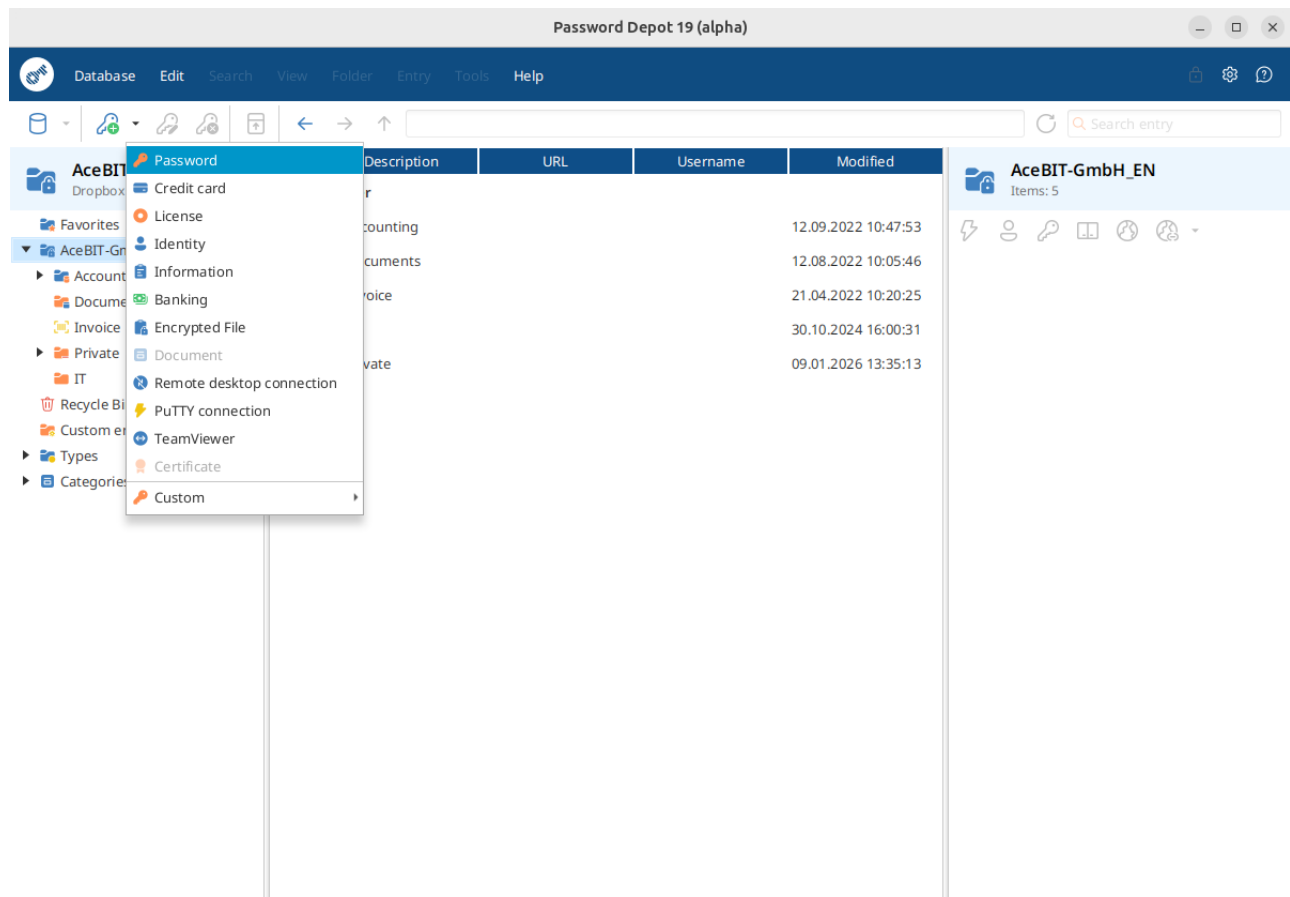 Password Depot 19 (alpha)
Database Edit Search View Folder Entry Tools Help
Search entry
AceBIT
Dropbox
Favorites
AceBIT-Gm
Account
Docume
Invoice
Private
IT
Recycle Bi
Custom en
Types
Categories
Password
Credit card
License
Identity
Information
Banking
Encrypted File
Document
Remote desktop connection
PuTTY connection
TeamViewer
Certificate
Custom
Description URL Username Modified
r
counting 12.09.2022 10:47:53
cuments 12.08.2022 10:05:46
voice 21.04.2022 10:20:25
30.10.2024 16:00:31
vate 09.01.2026 13:35:13
AceBIT-GmbH_EN
Items: 5